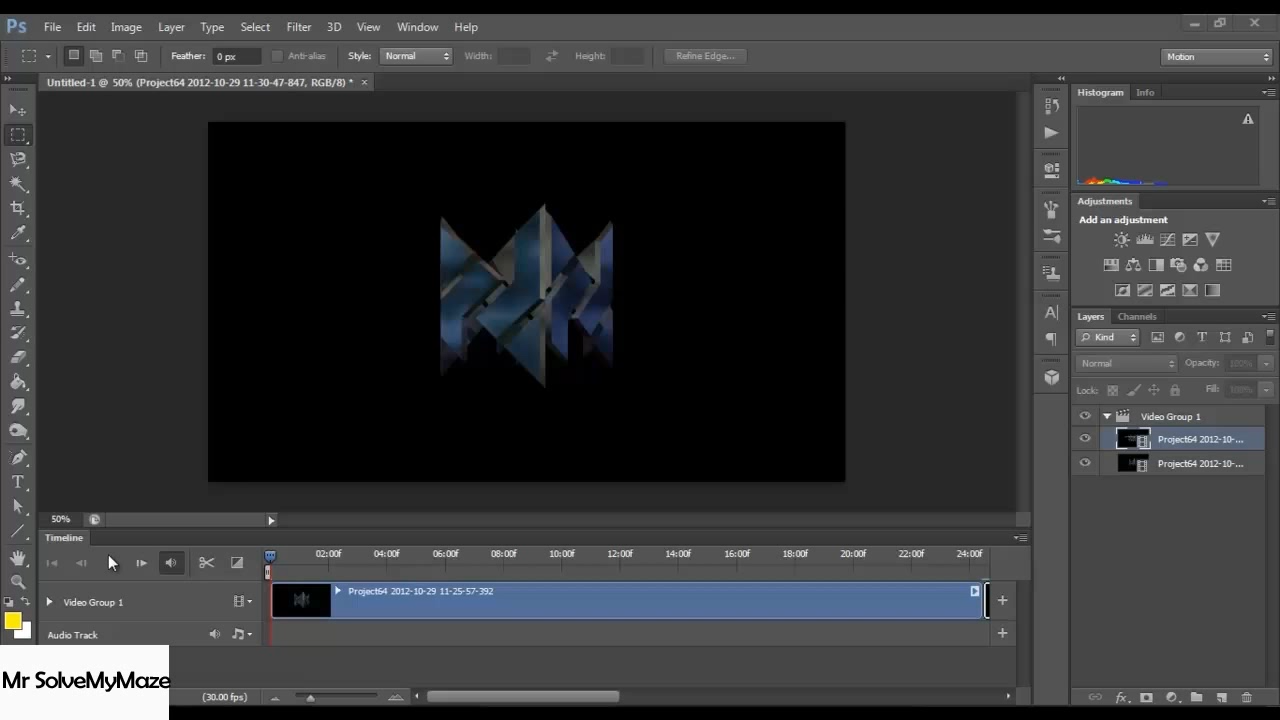 Ps File Edit Image Layer Type Select Filter 3D View Window Help
Feather: 0 px Anti-alias Style: Normal Width: Height: Refine Edge... Motion
Untitled-1 @ 50% (Project64 2012-10-29 11-30-47-847, RGB/8) * ×
Histogram Info
Adjustments
Add an adjustment
Layers Channels
Kind
Normal Opacity: 100%
Lock: Fill: 100%
Video Group 1
Project64 2012-10-...
Project64 2012-10-...
50%
Timeline
02:00f 04:00f 06:00f 08:00f 10:00f 12:00f 14:00f 16:00f 18:00f 20:00f 22:00f 24:00f
Video Group 1
Project64 2012-10-29 11-25-57-392
Audio Track
Mr SolveMyMaze
(30.00 fps)